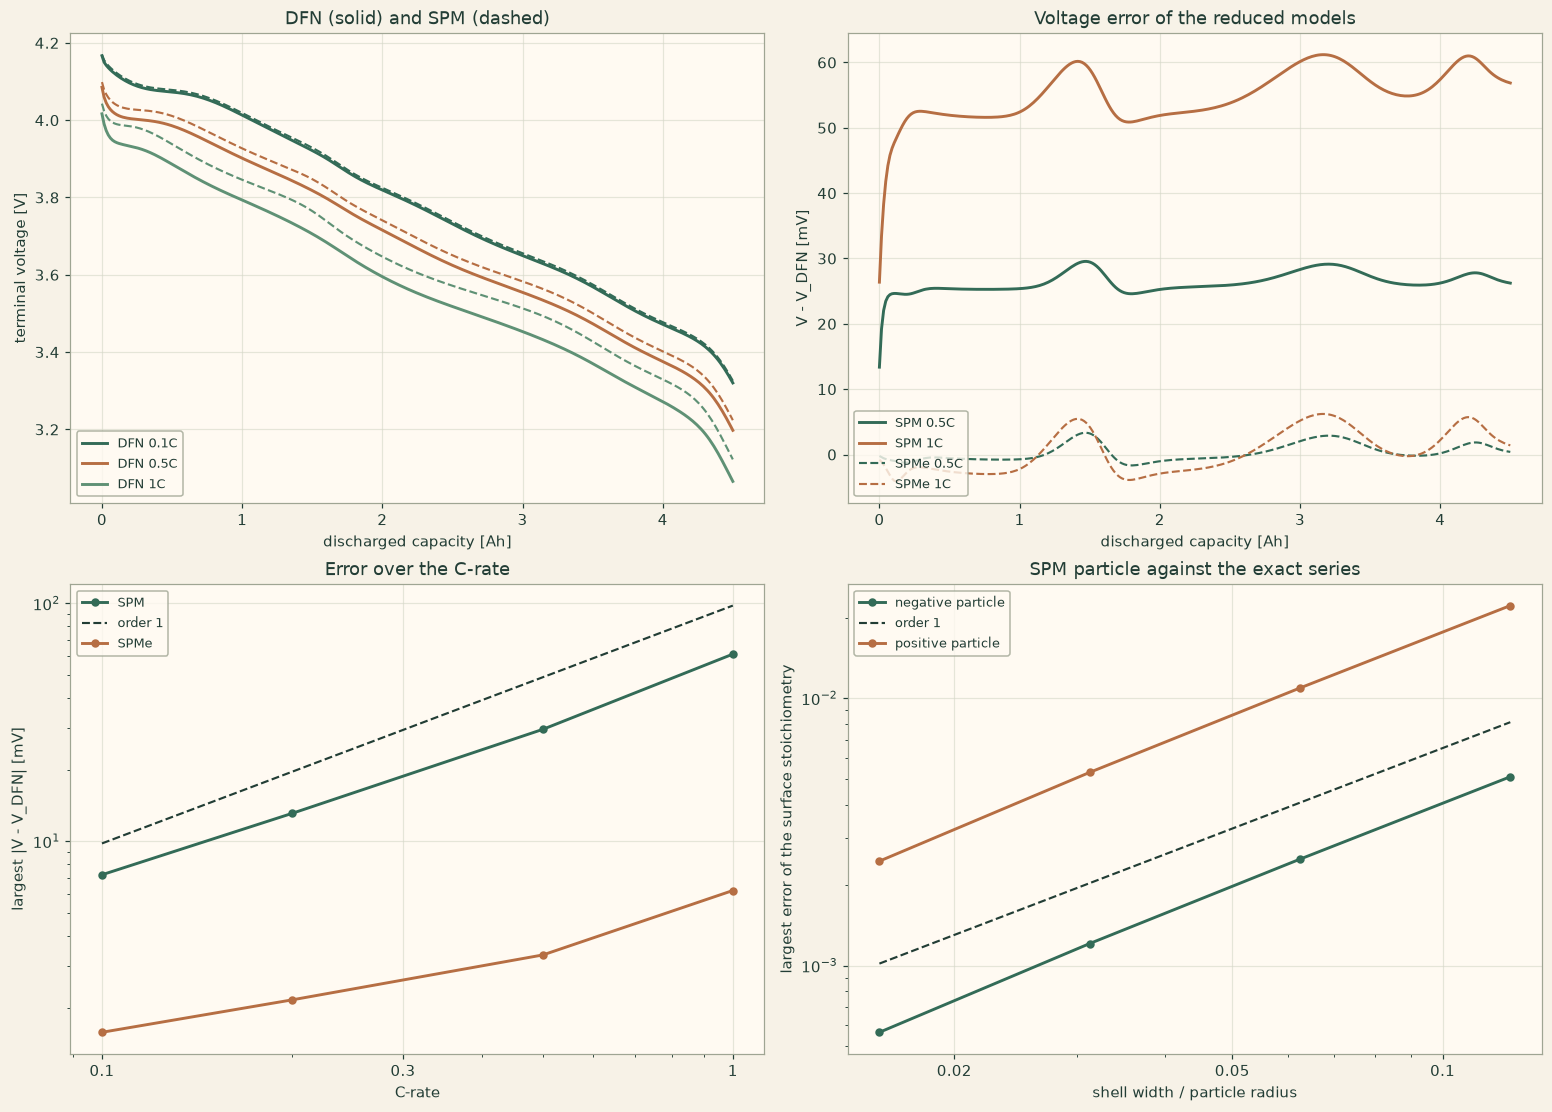 DFN (solid) and SPM (dashed)
terminal voltage [V]
4.2
4.0
3.8
3.6
3.4
3.2
DFN 0.1C
DFN 0.5C
DFN 1C
0 1 2 3 4
discharged capacity [Ah]
Voltage error of the reduced models
V - V_DFN [mV]
60
50
40
30
20
10
0
SPM 0.5C
SPM 1C
SPMe 0.5C
SPMe 1C
0 1 2 3 4
discharged capacity [Ah]
Error over the C-rate
largest |V - V_DFN| [mV]
10²
10¹
SPM
order 1
SPMe
0.1 0.3 1
C-rate
SPM particle against the exact series
largest error of the surface stoichiometry
10⁻²
10⁻³
negative particle
order 1
positive particle
0.02 0.05 0.1
shell width / particle radius